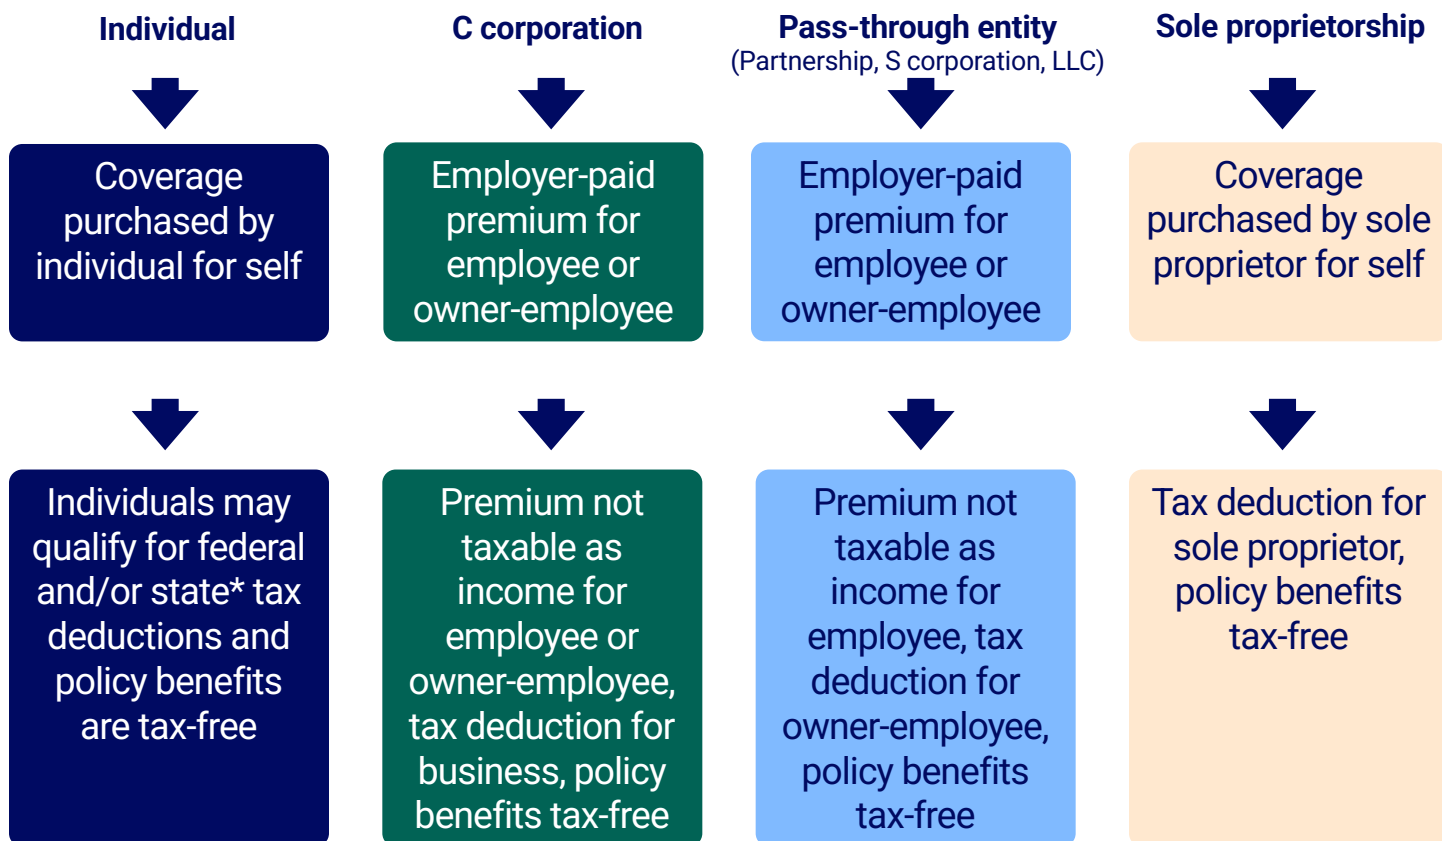 Individual
Coverage
purchased by
individual for self
Individuals may
qualify for federal
and/or state* tax
deductions and
policy benefits
are tax-free
C corporation
Employer-paid
premium for
employee or
owner-employee
Premium not
taxable as
income for
employee or
owner-employee,
tax deduction for
business, policy
benefits tax-free
Pass-through entity
(Partnership, S corporation, LLC)
Employer-paid
premium for
employee or
owner-employee
Premium not
taxable as
income for
employee, tax
deduction for
owner-employee,
policy benefits
tax-free
Sole proprietorship
Coverage
purchased by sole
proprietor for self
Tax deduction for
sole proprietor,
policy benefits
tax-free